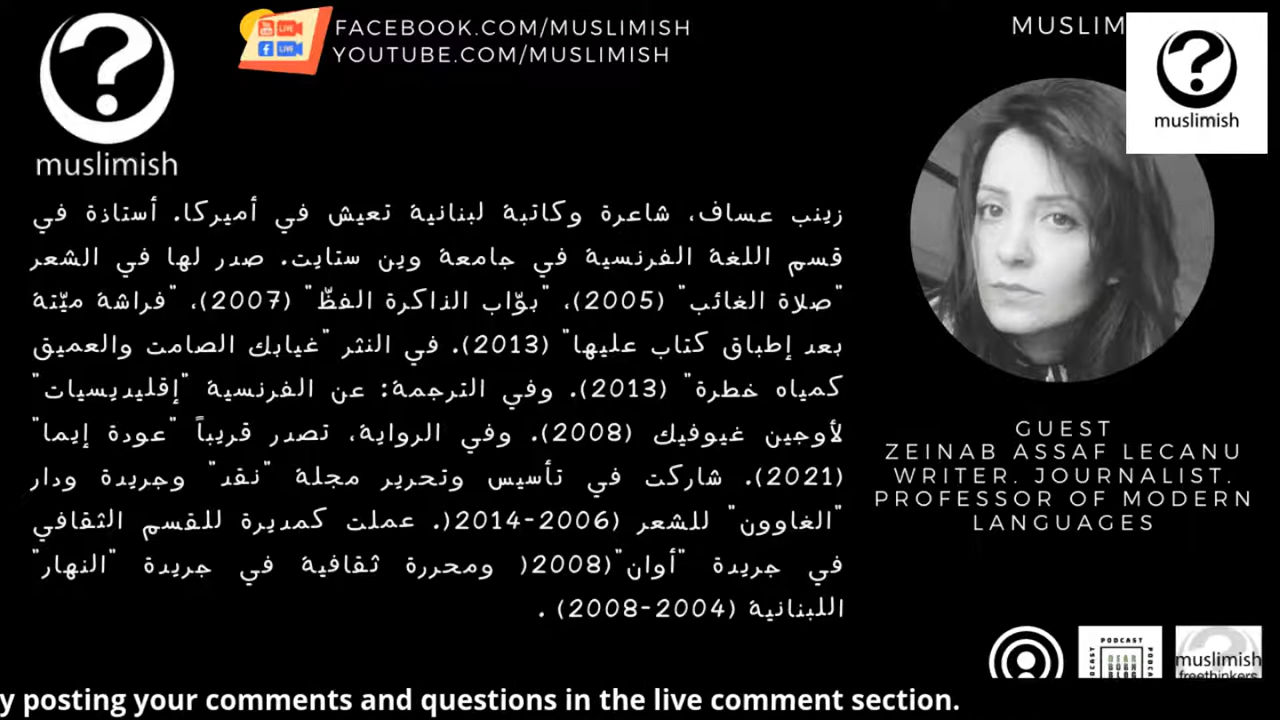 FACEBOOK.COM/MUSLIMISH
YOUTUBE.COM/MUSLIMISH
muslimish
MUSLIM
muslimish
زينب عساف، شاعرة وكاتبة لبنانية تعيش في أميركا. أستاذة في
قسم اللغة الفرنسية في جامعة وين ستايت. صدر لها في الشعر
"صلاة الغائب" (2005)، "بوّاب الذاكرة الفظّ" (2007)، "فراشة ميّتة
بعد إطباق كتاب عليها" (2013). في النثر "غيابك الصامت والعميق
كمياه خطرة" (2013). وفي الترجمة: عن الفرنسية "إقليديسيات"
لأوجين غيوفيك (2008). وفي الرواية، تصدر قريباً "عودة إيما"
(2021). شاركت في تأسيس وتحرير مجلة "نقد" وجريدة ودار
"الغاوون" للشعر (2006-2014). عملت كمديرة للقسم الثقافي
في جريدة "أوان"(2008) ومحررة ثقافية في جريدة "النهار"
اللبنانية (2004-2008) .
GUEST
ZEINAB ASSAF LECANU
WRITER. JOURNALIST.
PROFESSOR OF MODERN
LANGUAGES
PODCAST
muslimish
freethinkers
y posting your comments and questions in the live comment section.